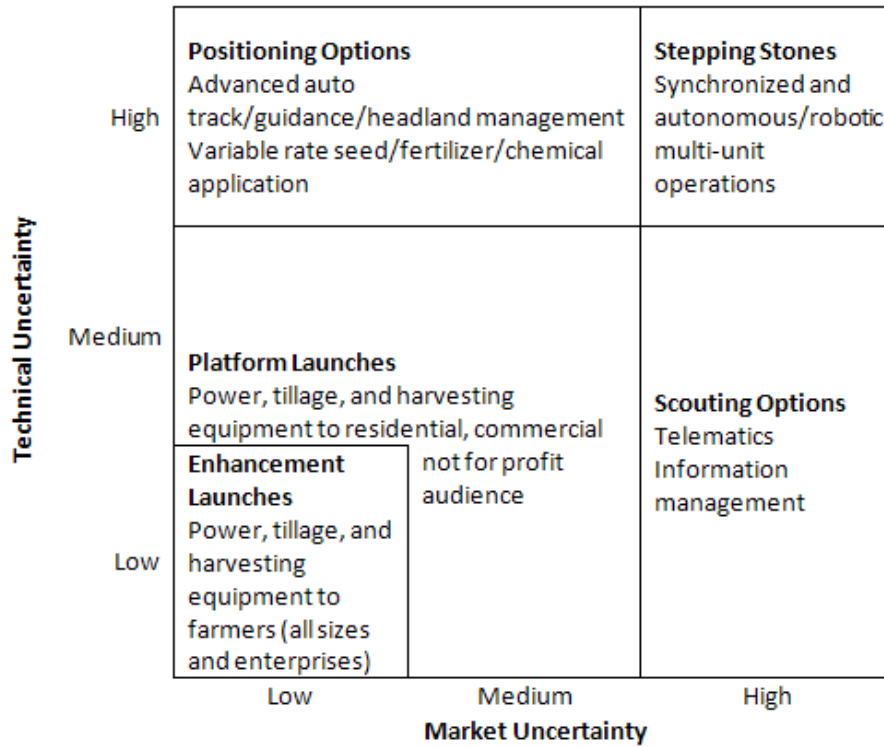 Positioning Options
Advanced auto
track/guidance/headland management
Variable rate seed/fertilizer/chemical
application
Stepping Stones
Synchronized and
autonomous/robotic
multi-unit
operations
High
Technical Uncertainty
Medium
Platform Launches
Power, tillage, and harvesting
equipment to residential, commercial
not for profit
audience
Scouting Options
Telematics
Information
management
Enhancement
Launches
Power, tillage, and
harvesting
equipment to
farmers (all sizes
and enterprises)
Low
Low
Medium
High
Market Uncertainty